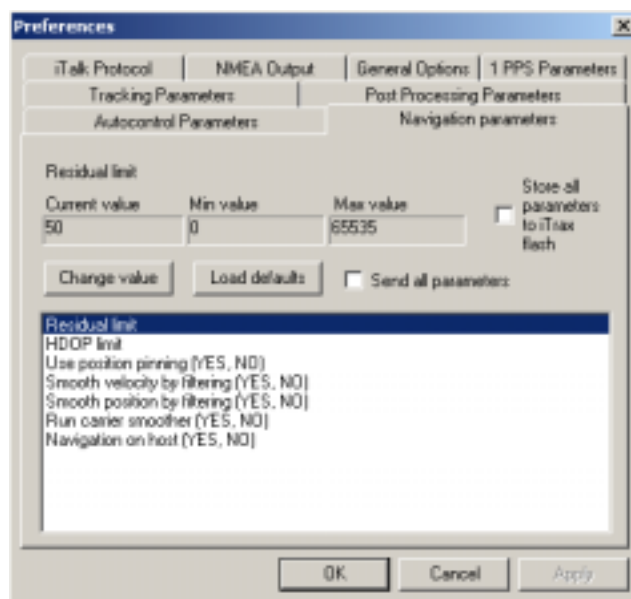 Preferences
iTalk Protocol NMEA Output General Options 1 PPS Parameters
Tracking Parameters Post Processing Parameters
Autocontrol Parameters Navigation parameters
Residual limit
Current value Min value Max value
50 0 65535
Store all
parameters
to iTrax
flash
Change value Load defaults Send all parameters
Residual limit
HDOP limit
Use position pinning (YES, NO)
Smooth velocity by filtering (YES, NO)
Smooth position by filtering (YES, NO)
Run carrier smoother (YES, NO)
Navigation on host (YES, NO)
OK Cancel Apply